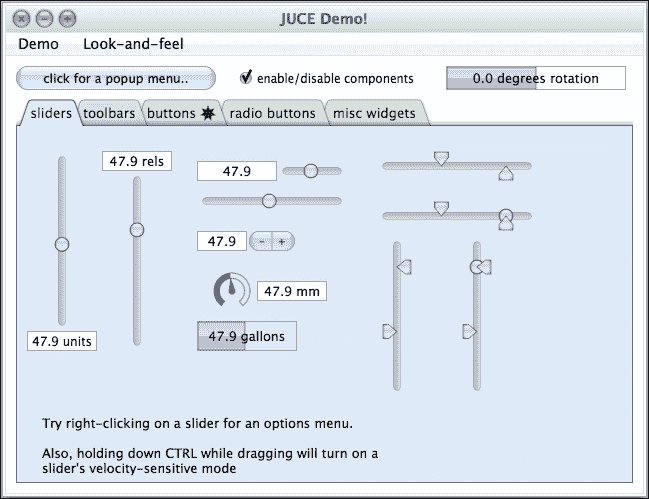 JUCE Demo!
Demo Look-and-feel
click for a popup menu.. enable/disable components 0.0 degrees rotation
sliders toolbars buttons radio buttons misc widgets
47.9 rels
47.9
47.9 - +
47.9 mm
47.9 gallons
47.9 units
Try right-clicking on a slider for an options menu.
Also, holding down CTRL while dragging will turn on a
slider's velocity-sensitive mode